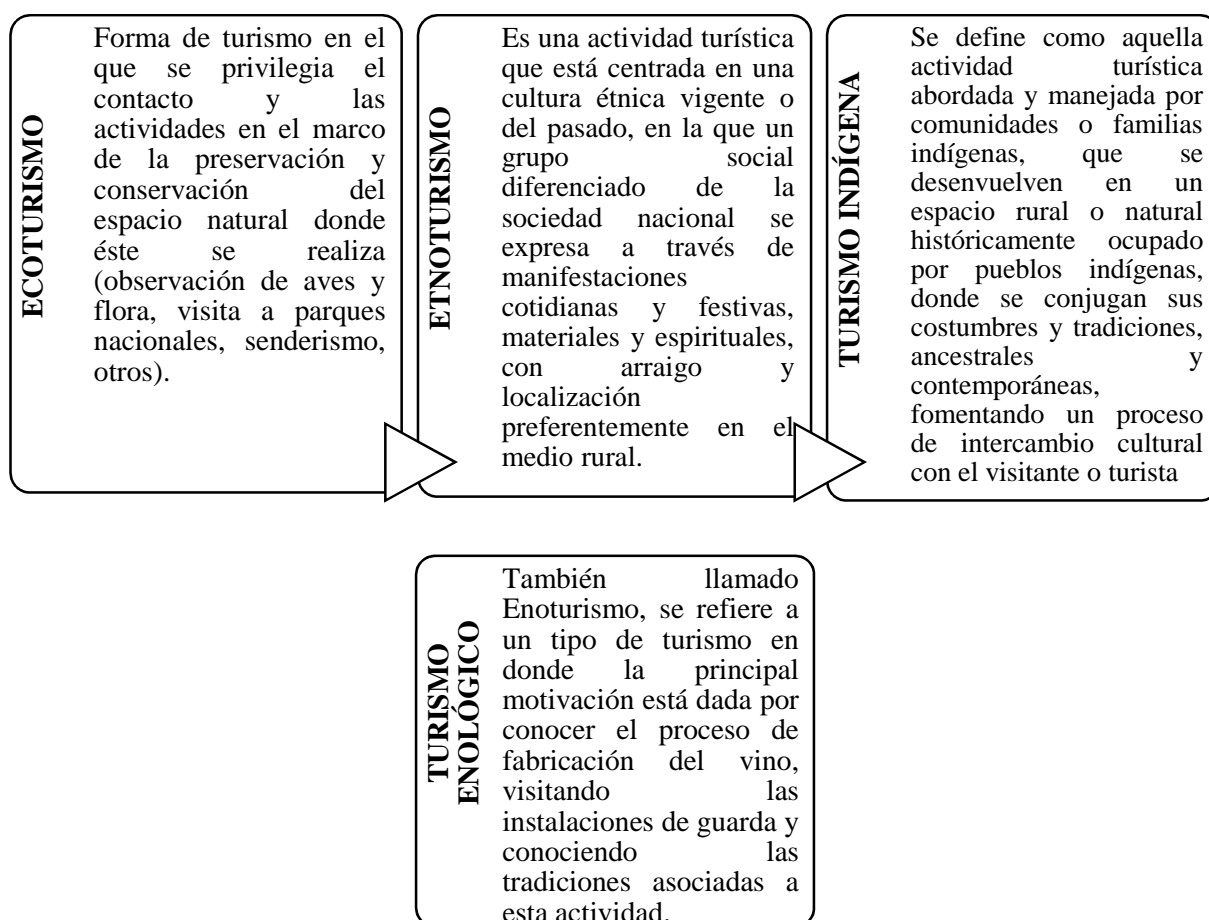 ECOTURISMO
Forma de turismo en el
que se privilegia el
contacto y las
actividades en el marco
de la preservación y
conservación del
espacio natural donde
éste se realiza
(observación de aves y
flora, visita a parques
nacionales, senderismo,
otros).
ETNOTURISMO
Es una actividad turística
que está centrada en una
cultura étnica vigente o
del pasado, en la que un
grupo social
diferenciado de la
sociedad nacional se
expresa a través de
manifestaciones
cotidianas y festivas,
materiales y espirituales,
con arraigo y
localización
preferentemente en el
medio rural.
TURISMO INDÍGENA
Se define como aquella
actividad turística
abordada y manejada por
comunidades o familias
indígenas, que se
desenvuelven en un
espacio rural o natural
históricamente ocupado
por pueblos indígenas,
donde se conjugan sus
costumbres y tradiciones,
ancestrales y
contemporáneas,
fomentando un proceso
de intercambio cultural
con el visitante o turista
TURISMO
ENOLÓGICO
También llamado
Enoturismo, se refiere a
un tipo de turismo en
donde la principal
motivación está dada por
conocer el proceso de
fabricación del vino,
visitando las
instalaciones de guarda y
conociendo las
tradiciones asociadas a
esta actividad.